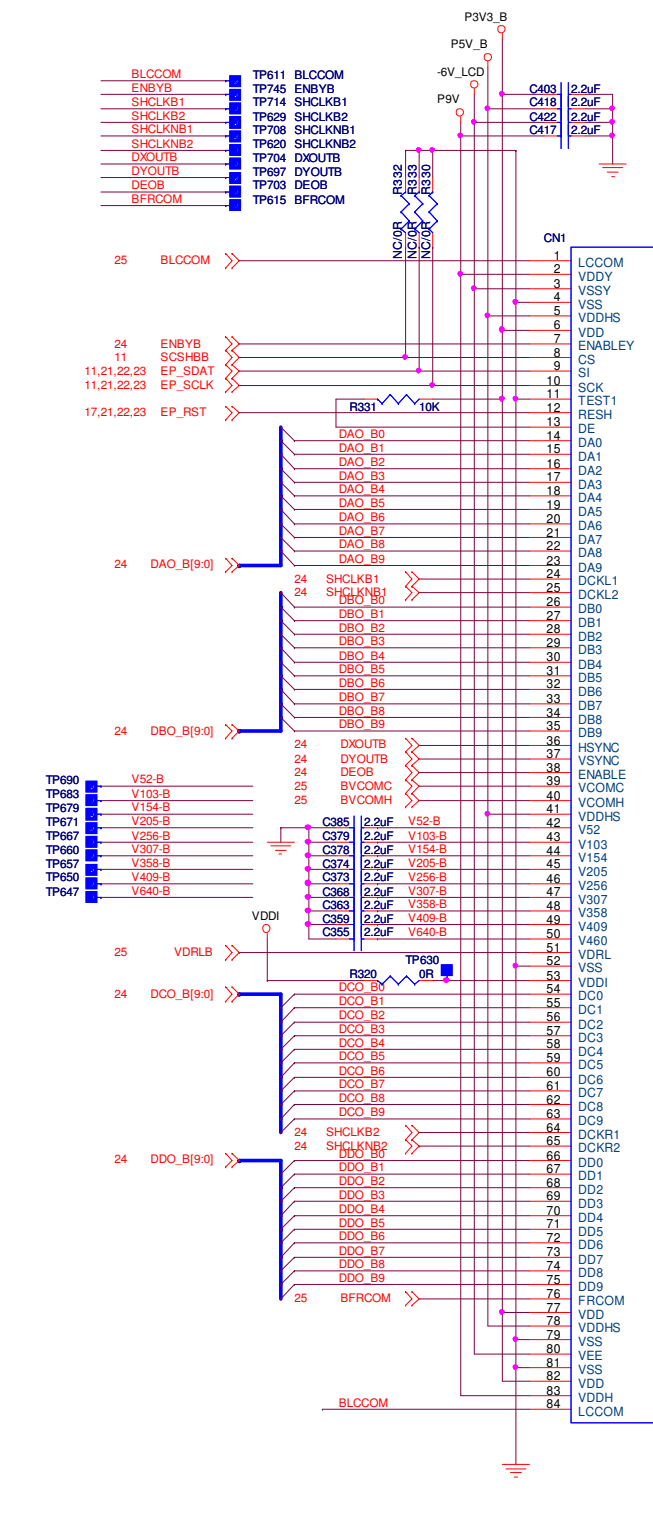 P3V3_B
P5V_B
-6V_LCD
P9V
BLCCOM TP611 BLCCOM
ENBYB TP745 ENBYB
SHCLKB1 TP714 SHCLKB1
SHCLKB2 TP629 SHCLKB2
SHCLKNB1 TP708 SHCLKNB1
SHCLKNB2 TP620 SHCLKNB2
DXOUTB TP704 DXOUTB
DYOUTB TP697 DYOUTB
DEOB TP703 DEOB
BFRCOM TP615 BFRCOM
C403 2.2uF
C418 2.2uF
C422 2.2uF
C417 2.2uF
R332 NC/0R
R333 NC/0R
R330 NC/0R
CN1
25 BLCCOM 1 LCCOM
2 VDDY
3 VSSY
4 VSS
5 VDDHS
6 VDD
24 ENBYB 7 ENABLEY
11 SCSHBB 8 CS
11,21,22,23 EP_SDAT 9 SI
11,21,22,23 EP_SCLK 10 SCK
R331 10K 11 TEST1
17,21,22,23 EP_RST 12 RESH
13 DE
DAO_B0 14 DA0
DAO_B1 15 DA1
DAO_B2 16 DA2
DAO_B3 17 DA3
DAO_B4 18 DA4
DAO_B5 19 DA5
DAO_B6 20 DA6
DAO_B7 21 DA7
DAO_B8 22 DA8
24 DAO_B[9:0] DAO_B9 23 DA9
24 SHCLKB1 24 DCKL1
24 SHCLKNB1 25 DCKL2
DBO_B0 26 DB0
DBO_B1 27 DB1
DBO_B2 28 DB2
DBO_B3 29 DB3
DBO_B4 30 DB4
DBO_B5 31 DB5
DBO_B6 32 DB6
DBO_B7 33 DB7
DBO_B8 34 DB8
24 DBO_B[9:0] DBO_B9 35 DB9
24 DXOUTB 36 HSYNC
24 DYOUTB 37 VSYNC
24 DEOB 38 ENABLE
25 BVCOMC 39 VCOMC
25 BVCOMH 40 VCOMH
41 VDDHS
TP690 V52-B
TP683 V103-B
TP679 V154-B
TP671 V205-B
TP667 V256-B
TP660 V307-B
TP657 V358-B
TP650 V409-B
TP647 V640-B
C385 2.2uF V52-B 42 V52
C379 2.2uF V103-B 43 V103
C378 2.2uF V154-B 44 V154
C374 2.2uF V205-B 45 V205
C373 2.2uF V256-B 46 V256
C368 2.2uF V307-B 47 V307
C363 2.2uF V358-B 48 V358
C359 2.2uF V409-B 49 V409
C355 2.2uF V640-B 50 V460
VDDI
25 VDRLB 51 VDRL
52 VSS
TP630
R320 0R 53 VDDI
24 DCO_B[9:0] DCO_B0 54 DC0
DCO_B1 55 DC1
DCO_B2 56 DC2
DCO_B3 57 DC3
DCO_B4 58 DC4
DCO_B5 59 DC5
DCO_B6 60 DC6
DCO_B7 61 DC7
DCO_B8 62 DC8
DCO_B9 63 DC9
24 SHCLKB2 64 DCKR1
24 SHCLKNB2 65 DCKR2
24 DDO_B[9:0] DDO_B0 66 DD0
DDO_B1 67 DD1
DDO_B2 68 DD2
DDO_B3 69 DD3
DDO_B4 70 DD4
DDO_B5 71 DD5
DDO_B6 72 DD6
DDO_B7 73 DD7
DDO_B8 74 DD8
DDO_B9 75 DD9
25 BFRCOM 76 FRCOM
77 VDD
78 VDDHS
79 VSS
80 VEE
81 VSS
82 VDD
83 VDDH
BLCCOM 84 LCCOM